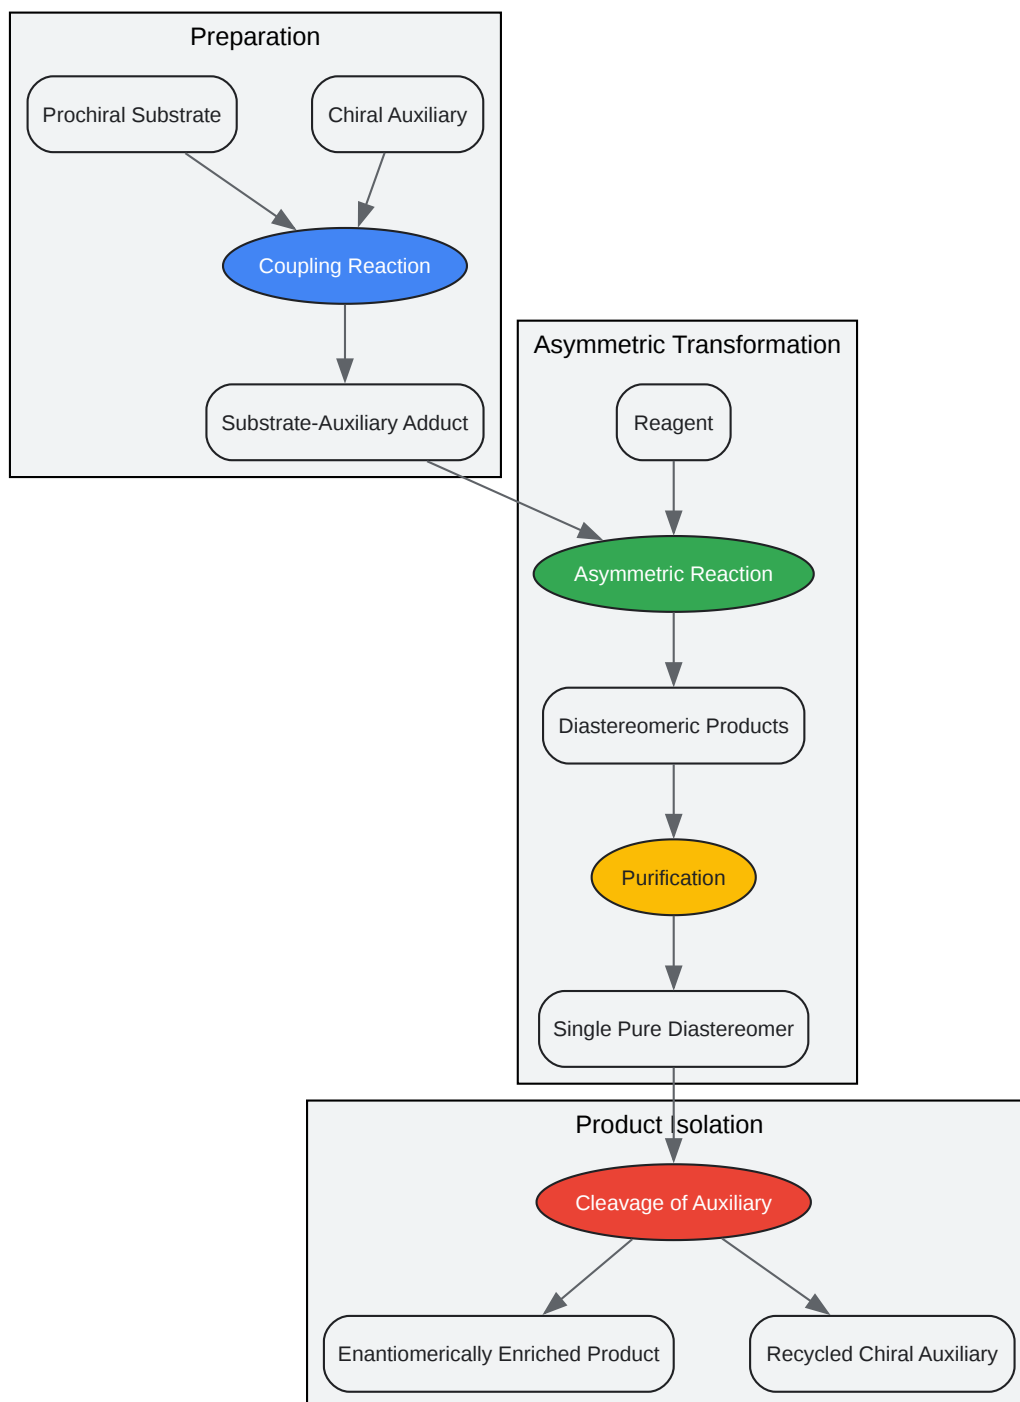 Preparation
Prochiral Substrate
Chiral Auxiliary
Coupling Reaction
Substrate-Auxiliary Adduct
Asymmetric Transformation
Reagent
Asymmetric Reaction
Diastereomeric Products
Purification
Single Pure Diastereomer
Product Isolation
Cleavage of Auxiliary
Enantiomerically Enriched Product
Recycled Chiral Auxiliary